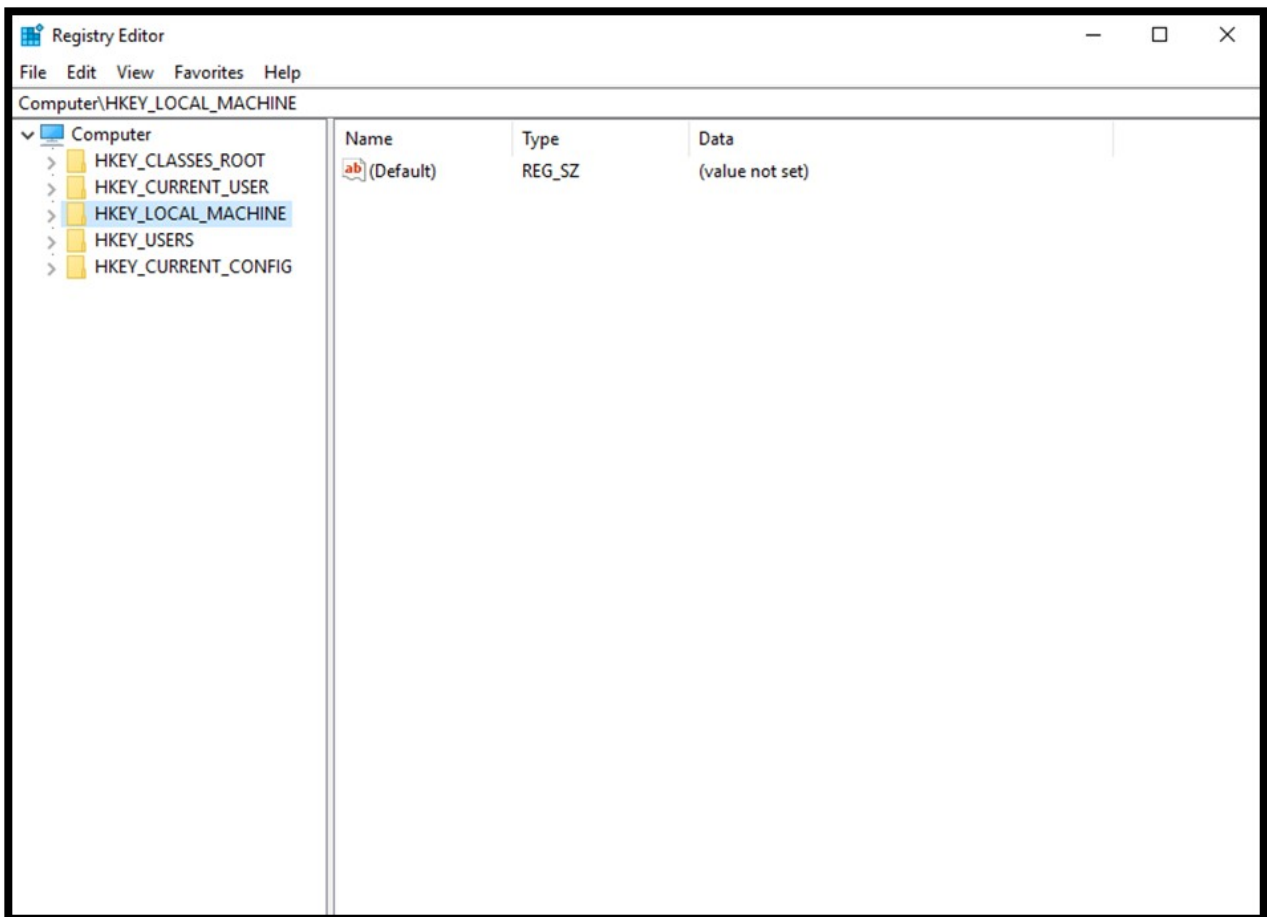 Registry Editor
File Edit View Favorites Help
Computer\HKEY_LOCAL_MACHINE
Computer
HKEY_CLASSES_ROOT
HKEY_CURRENT_USER
HKEY_LOCAL_MACHINE
HKEY_USERS
HKEY_CURRENT_CONFIG
Name Type Data
ab (Default) REG_SZ (value not set)